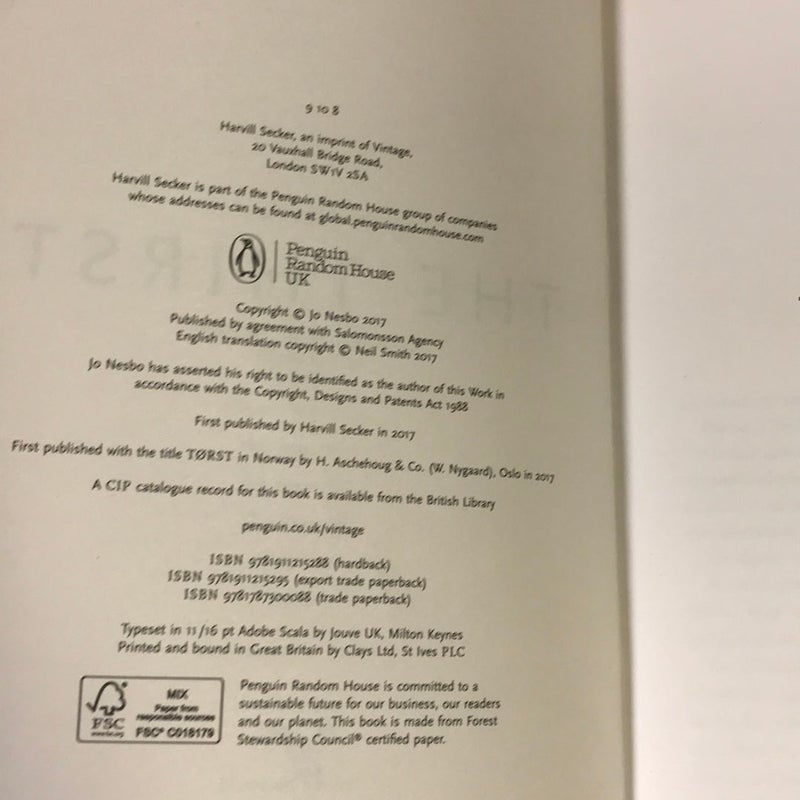 9 10 8
Harvill Secker, an imprint of Vintage,
20 Vauxhall Bridge Road,
London SW1V 2SA
Harvill Secker is part of the Penguin Random House group of companies
whose addresses can be found at global.penguinrandomhouse.com
Penguin
Random House
UK
Copyright © Jo Nesbo 2017
Published by agreement with Salomonsson Agency
English translation copyright © Neil Smith 2017
Jo Nesbo has asserted his right to be identified as the author of this Work in
accordance with the Copyright, Designs and Patents Act 1988
First published by Harvill Secker in 2017
First published with the title TØRST in Norway by H. Aschehoug & Co. (W. Nygaard), Oslo in 2017
A CIP catalogue record for this book is available from the British Library
penguin.co.uk/vintage
ISBN 9781911215288 (hardback)
ISBN 9781911215295 (export trade paperback)
ISBN 9781787300088 (trade paperback)
Typeset in 11/16 pt Adobe Scala by Jouve UK, Milton Keynes
Printed and bound in Great Britain by Clays Ltd, St Ives PLC
MIX
Paper from
responsible sources
FSC
www.fsc.org
FSC® C018179
Penguin Random House is committed to a
sustainable future for our business, our readers
and our planet. This book is made from Forest
Stewardship Council® certified paper.